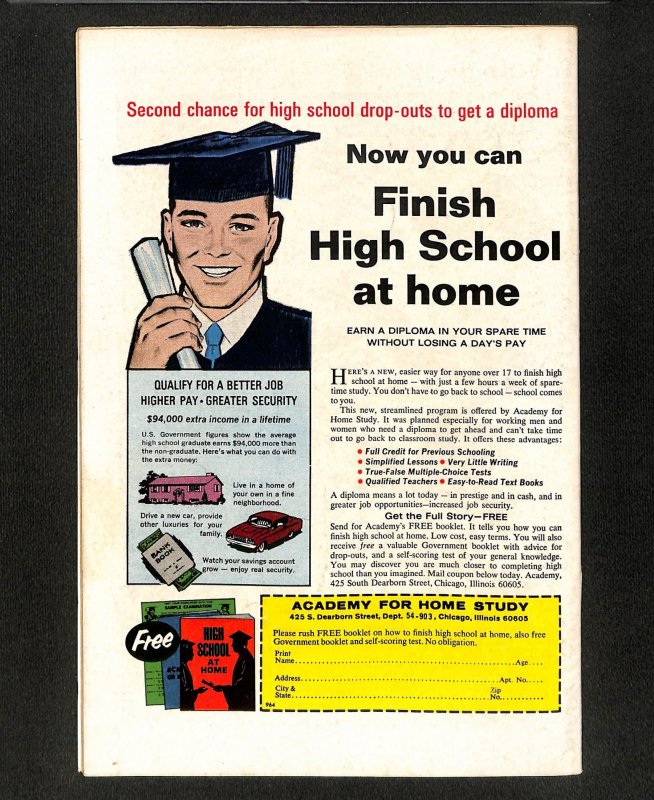 Second chance for high school drop-outs to get a diploma
Now you can
Finish
High School
at home
EARN A DIPLOMA IN YOUR SPARE TIME
WITHOUT LOSING A DAY'S PAY
QUALIFY FOR A BETTER JOB
HIGHER PAY • GREATER SECURITY
$94,000 extra income in a lifetime
U.S. Government figures show the average
high school graduate earns $94,000 more than
the non-graduate. Here's what you can do with
the extra money:
Live in a home of
your own in a fine
neighborhood.
Drive a new car, provide
other luxuries for your
family.
BANK
BOOK
Watch your savings account
grow — enjoy real security.
HERE'S A NEW, easier way for anyone over 17 to finish high
school at home — with just a few hours a week of spare-
time study. You don't have to go back to school — school comes
to you.
This new, streamlined program is offered by Academy for
Home Study. It was planned especially for working men and
women who need a diploma to get ahead and can't take time
out to go back to classroom study. It offers these advantages:
• Full Credit for Previous Schooling
• Simplified Lessons • Very Little Writing
• True-False Multiple-Choice Tests
• Qualified Teachers • Easy-to-Read Text Books
A diploma means a lot today — in prestige and in cash, and in
greater job opportunities—increased job security.
Get the Full Story—FREE
Send for Academy's FREE booklet. It tells you how you can
finish high school at home. Low cost, easy terms. You will also
receive free a valuable Government booklet with advice for
drop-outs, and a self-scoring test of your general knowledge.
You may discover you are much closer to completing high
school than you imagined. Mail coupon below today. Academy,
425 South Dearborn Street, Chicago, Illinois 60605.
Free
SAMPLE EXAMINATION
HIGH
SCHOOL
AT
HOME
ACADEMY FOR HOME STUDY
425 S. Dearborn Street, Dept. 54-903, Chicago, Illinois 60605
Please rush FREE booklet on how to finish high school at home, also free
Government booklet and self-scoring test. No obligation.
Print
Name Age
Address Apt. No.
City & Zip
State No.
964